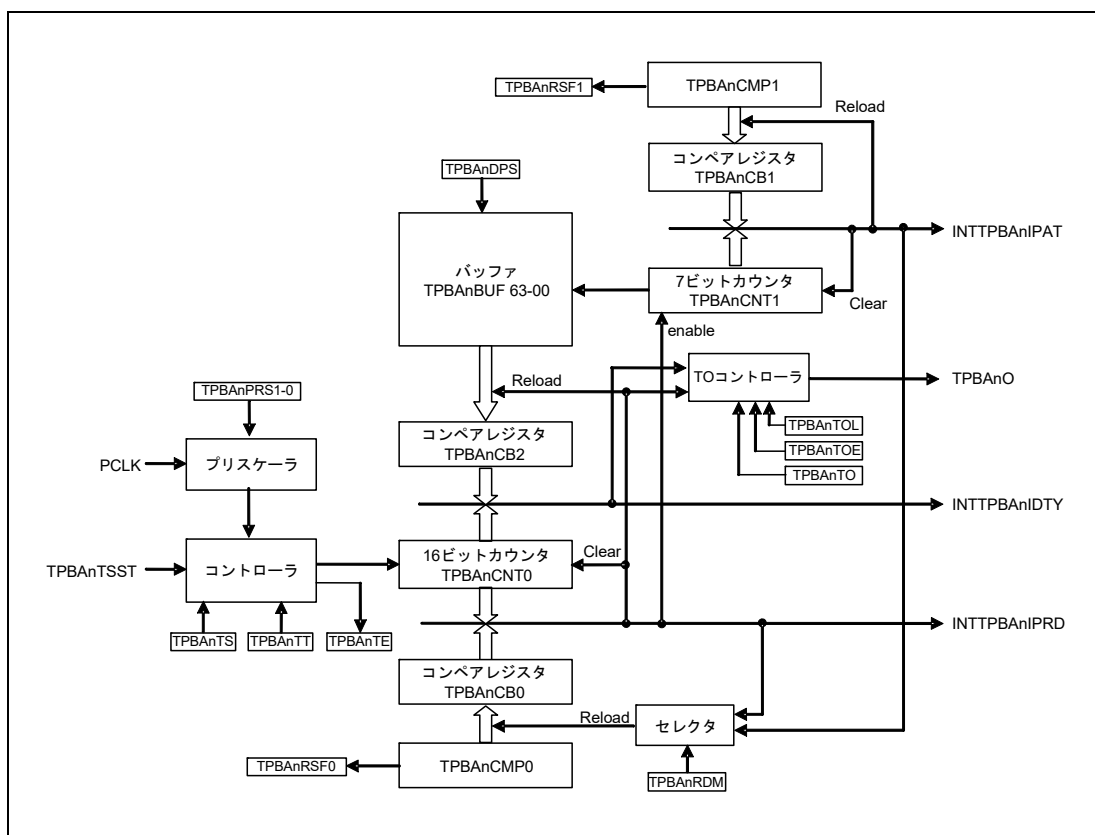 TPBAnCMP1
TPBAnRSF1
Reload
コンペアレジスタ
TPBAnCB1
TPBAnDPS
INTTPBAnIPAT
バッファ
TPBAnBUF 63-00
7ビットカウンタ
TPBAnCNT1
Clear
enable
TOコントローラ
TPBAnO
Reload
TPBAnPRS1-0
TPBAnTOL
コンペアレジスタ
TPBAnCB2
TPBAnTOE
PCLK
プリスケーラ
TPBAnTO
INTTPBAnIDTY
16ビットカウンタ
TPBAnCNT0
Clear
TPBAnTSST
コントローラ
INTTPBAnIPRD
TPBAnTS
TPBAnTT
TPBAnTE
コンペアレジスタ
TPBAnCB0
Reload
セレクタ
TPBAnRSF0
TPBAnCMP0
TPBAnRDM